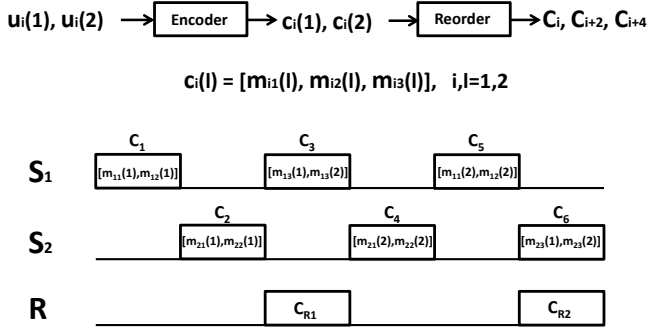 uᵢ(1), uᵢ(2) Encoder cᵢ(1), cᵢ(2) Reorder Cᵢ, Cᵢ₊₂, Cᵢ₊₄
cᵢ(l) = [mᵢ₁(l), mᵢ₂(l), mᵢ₃(l)], i,l=1,2
C₁ C₃ C₅
S₁ [m₁₁(1),m₁₂(1)] [m₁₃(1),m₁₃(2)] [m₁₁(2),m₁₂(2)]
C₂ C₄ C₆
S₂ [m₂₁(1),m₂₂(1)] [m₂₁(2),m₂₂(2)] [m₂₃(1),m₂₃(2)]
R C_R1 C_R2